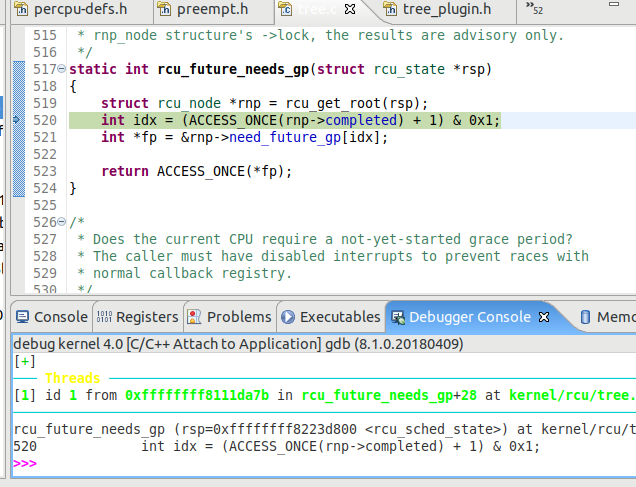 percpu-defs.h preempt.h tree.c tree_plugin.h »52
515 * rnp_node structure's ->lock, the results are advisory only.
516 */
517 static int rcu_future_needs_gp(struct rcu_state *rsp)
518 {
519 struct rcu_node *rnp = rcu_get_root(rsp);
520 int idx = (ACCESS_ONCE(rnp->completed) + 1) & 0x1;
521 int *fp = &rnp->need_future_gp[idx];
522
523 return ACCESS_ONCE(*fp);
524 }
525
526 /*
527 * Does the current CPU require a not-yet-started grace period?
528 * The caller must have disabled interrupts to prevent races with
529 * normal callback registry.
530 */
Console Registers Problems Executables Debugger Console Memo
debug kernel 4.0 [C/C++ Attach to Application] gdb (8.1.0.20180409)
[+]
Threads
[1] id 1 from 0xffffffff8111da7b in rcu_future_needs_gp+28 at kernel/rcu/tree.
rcu_future_needs_gp (rsp=0xffffffff8223d800 <rcu_sched_state>) at kernel/rcu/t
520 int idx = (ACCESS_ONCE(rnp->completed) + 1) & 0x1;
>>>